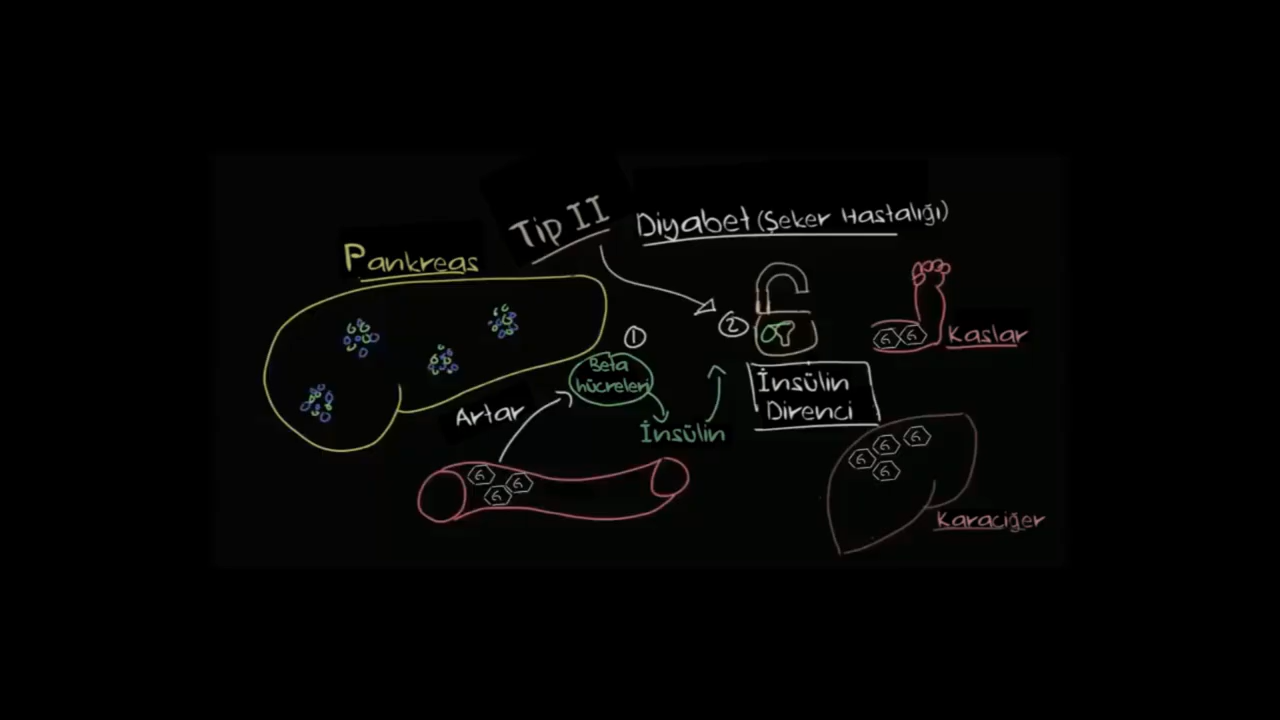 Tip II
Diyabet (Şeker Hastalığı)
Pankreas
1
2
Kaslar
G G
Beta
hücreleri
İnsülin
Direnci
Artar
İnsülin
G G G
G G G G
Karaciğer